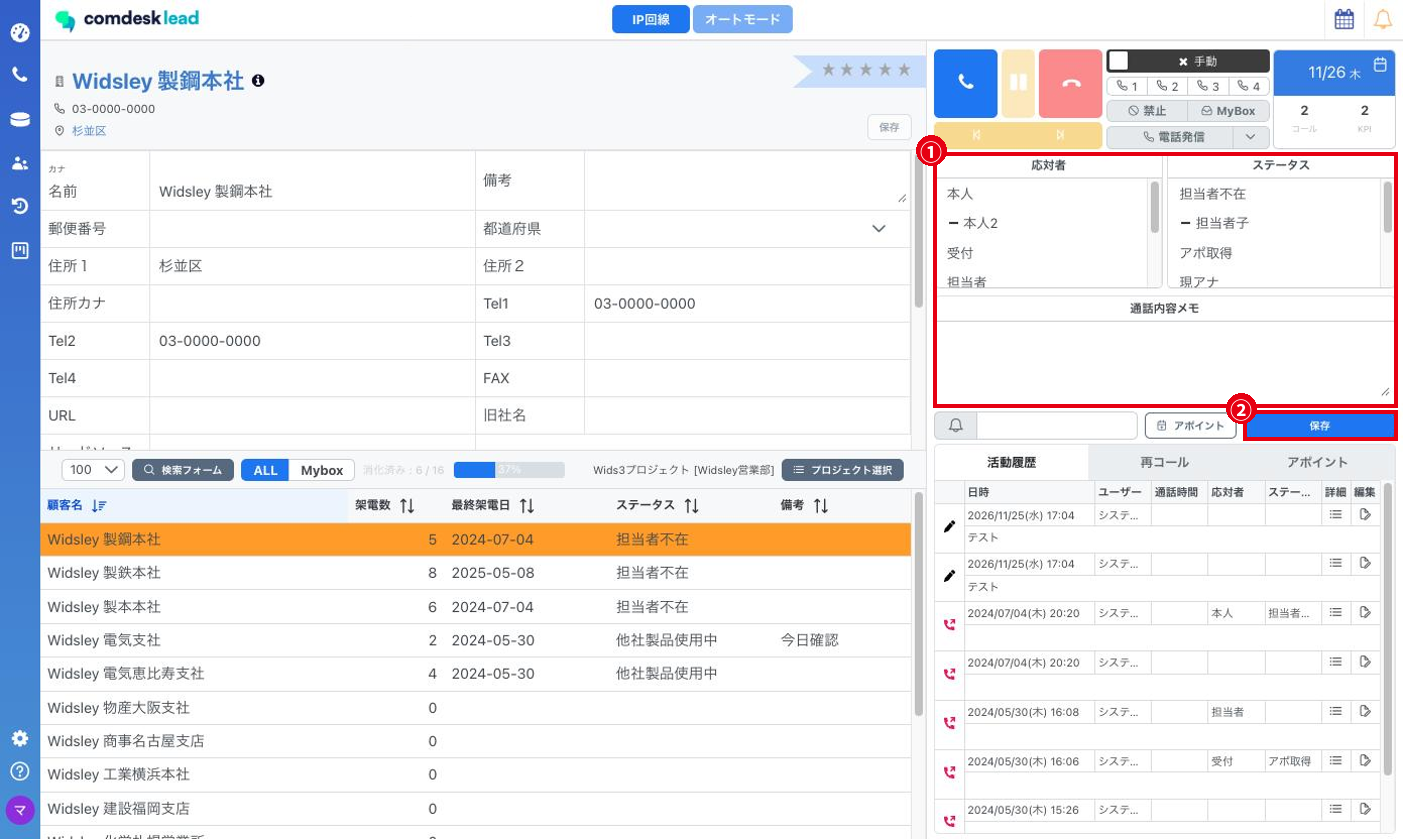 comdesk lead
IP回線
オートモード
Widsley 製鋼本社
03-0000-0000
杉並区
保存
カナ
名前
Widsley 製鋼本社
備考
郵便番号
都道府県
住所1
杉並区
住所2
住所カナ
Tel1
03-0000-0000
Tel2
03-0000-0000
Tel3
Tel4
FAX
URL
旧社名
100
検索フォーム
ALL
Mybox
消化済み : 6 / 16
37%
Wids3プロジェクト [Widsley営業部]
プロジェクト選択
顧客名 架電数 最終架電日 ステータス 備考
Widsley 製鋼本社 5 2024-07-04 担当者不在
Widsley 製鉄本社 8 2025-05-08 担当者不在
Widsley 製本本社 6 2024-07-04 担当者不在
Widsley 電気支社 2 2024-05-30 他社製品使用中 今日確認
Widsley 電気恵比寿支社 4 2024-05-30 他社製品使用中
Widsley 物産大阪支社 0
Widsley 商事名古屋支店 0
Widsley 工業横浜本社 0
Widsley 建設福岡支店 0
マ
手動
1 2 3 4
禁止
MyBox
電話発信
11/26 木
2 2
コール KPI
1
応対者
本人
ー 本人2
受付
担当者
ステータス
担当者不在
ー 担当者子
アポ取得
現アナ
通話内容メモ
アポイント
2
保存
活動履歴 再コール アポイント
日時 ユーザー 通話時間 応対者 ステー... 詳細 編集
2026/11/25(水) 17:04 システ...
テスト
2026/11/25(水) 17:04 システ...
テスト
2024/07/04(木) 20:20 システ... 本人 担当者...
2024/07/04(木) 20:20 システ...
2024/05/30(木) 16:08 システ... 担当者
2024/05/30(木) 16:06 システ... 受付 アポ取得
2024/05/30(木) 15:26 システ...